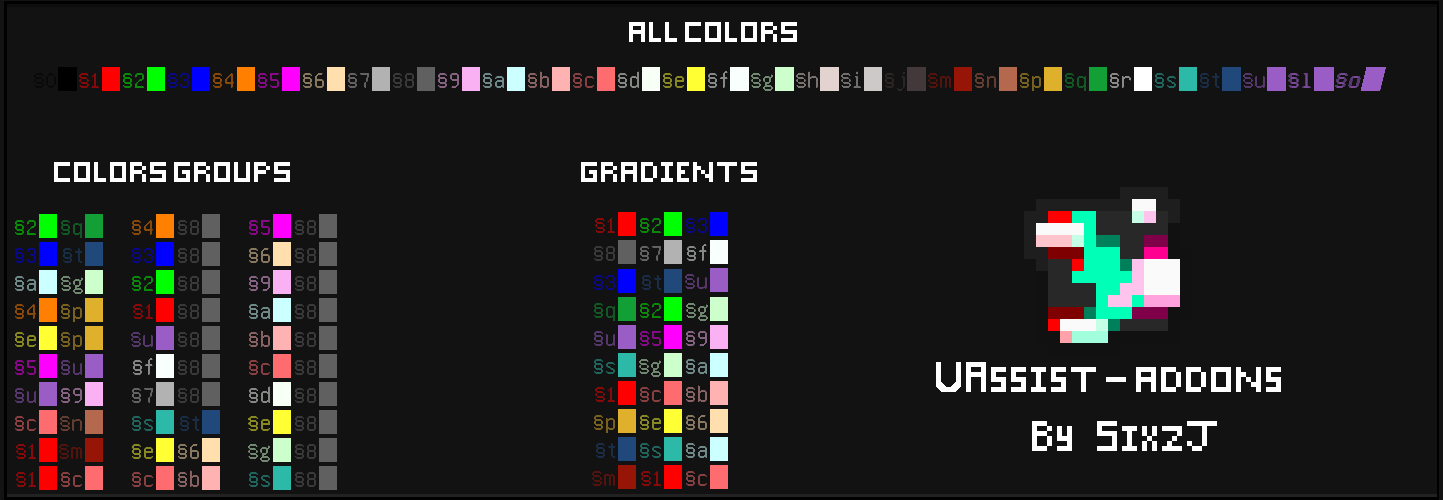 ALL COLORS
§0 §1 §2 §3 §4 §5 §6 §7 §8 §9 §a §b §c §d §e §f §g §h §i §j §m §n §p §q §r §s §t §u §l §o
COLORS GROUPS
§2 §q §4 §8 §5 §8
§3 §t §3 §8 §6 §8
§a §g §2 §8 §9 §8
§4 §p §1 §8 §a §8
§e §p §u §8 §b §8
§5 §u §f §8 §c §8
§u §9 §7 §8 §d §8
§c §n §s §t §e §8
§1 §m §e §6 §g §8
§1 §c §c §b §s §8
GRADIENTS
§1 §2 §3
§8 §7 §f
§3 §t §u
§q §2 §g
§u §5 §9
§s §g §a
§1 §c §b
§p §e §6
§t §s §a
§m §1 §c
VASSIST - ADDONS
By SIXZJ